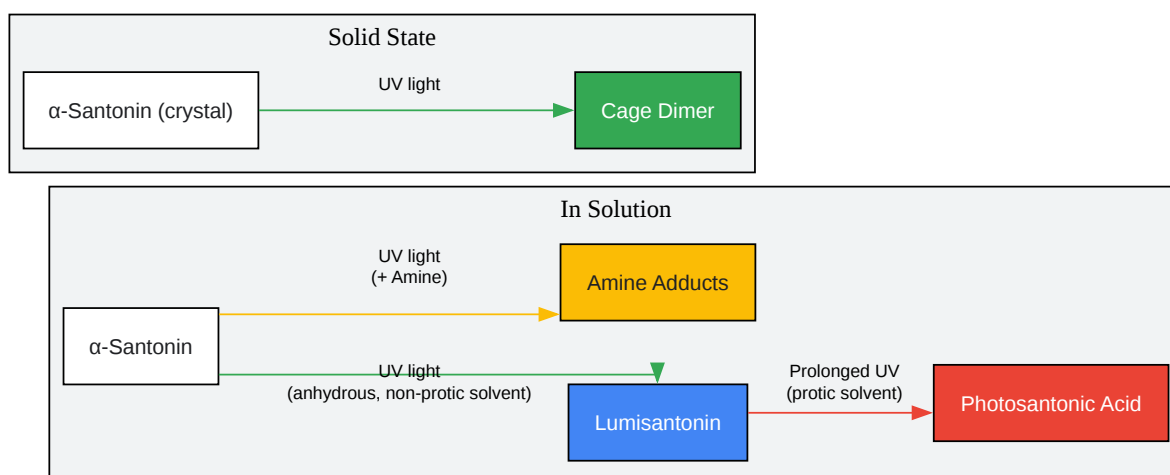 Solid State
α-Santonin (crystal)
UV light
Cage Dimer
In Solution
UV light
(+ Amine)
Amine Adducts
α-Santonin
UV light
(anhydrous, non-protic solvent)
Lumisantonin
Prolonged UV
(protic solvent)
Photosantonic Acid